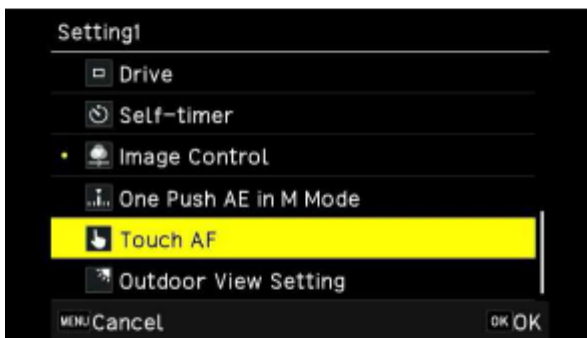 Setting1
Drive
Self-timer
Image Control
One Push AE in M Mode
Touch AF
Outdoor View Setting
MENU Cancel OK OK